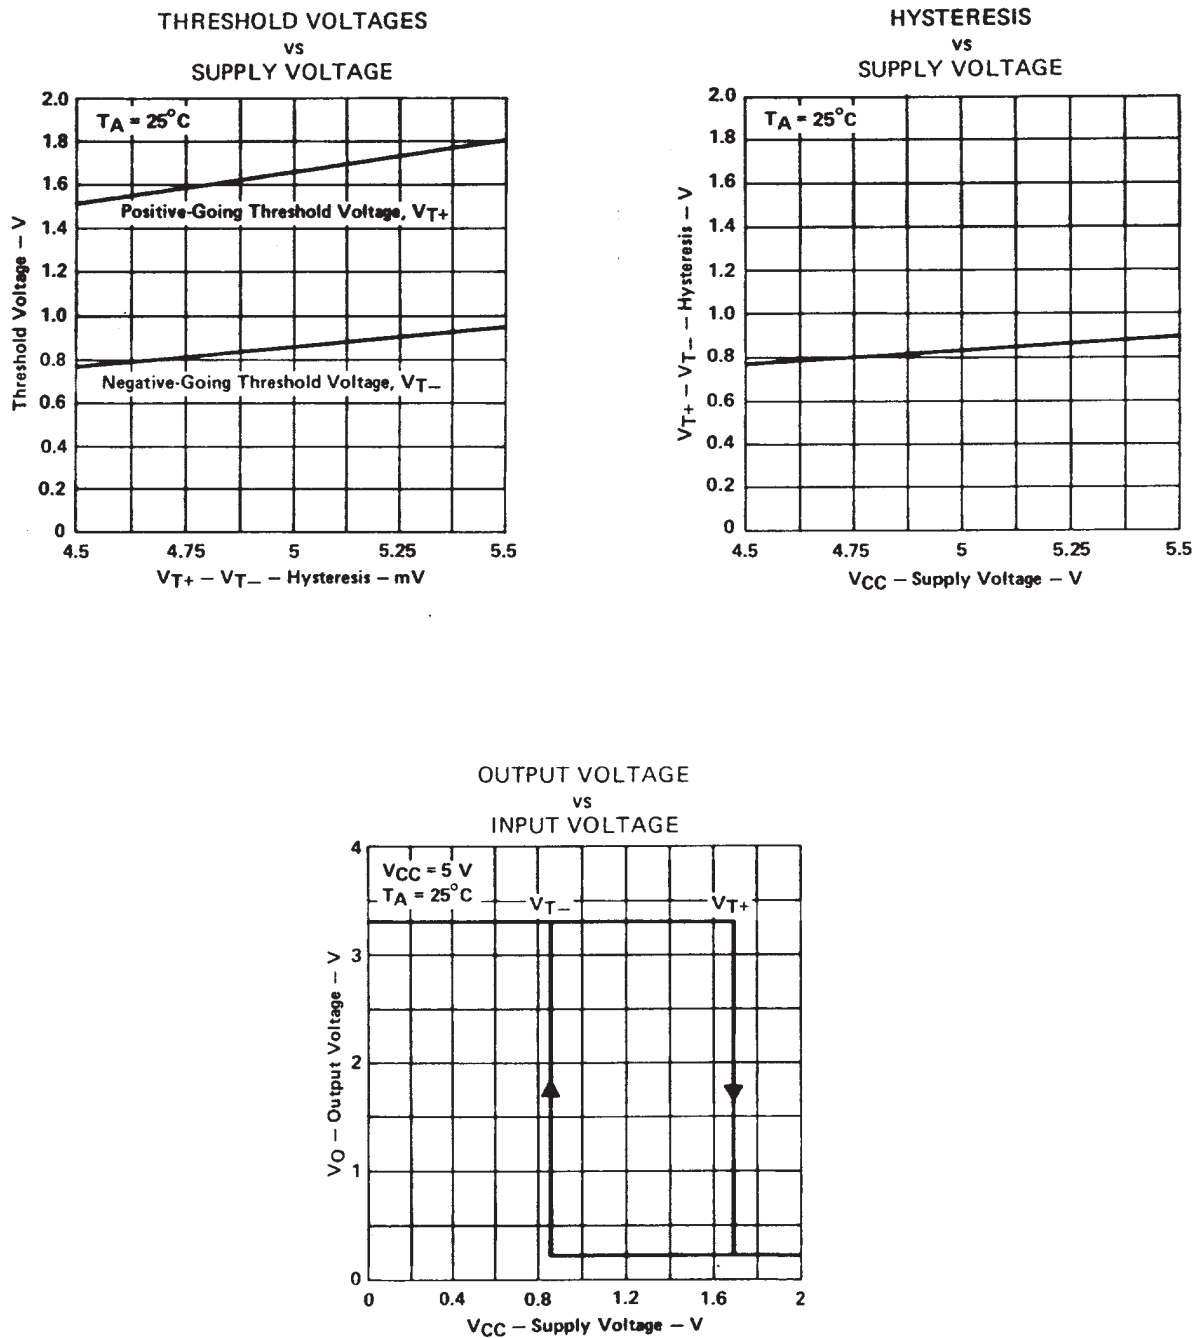 THRESHOLD VOLTAGES
vs
SUPPLY VOLTAGE
TA = 25°C
2.0
1.8
1.6
1.4
1.2
1.0
0.8
0.6
0.4
0.2
0
Threshold Voltage – V
Positive-Going Threshold Voltage, VT+
Negative-Going Threshold Voltage, VT–
4.5 4.75 5 5.25 5.5
VT+ – VT– – Hysteresis – mV
HYSTERESIS
vs
SUPPLY VOLTAGE
TA = 25°C
2.0
1.8
1.6
1.4
1.2
1.0
0.8
0.6
0.4
0.2
0
VT+ – VT– – Hysteresis – V
4.5 4.75 5 5.25 5.5
VCC – Supply Voltage – V
OUTPUT VOLTAGE
vs
INPUT VOLTAGE
VCC = 5 V
TA = 25°C
VT–
VT+
4
3
2
1
0
VO – Output Voltage – V
0 0.4 0.8 1.2 1.6 2
VCC – Supply Voltage – V